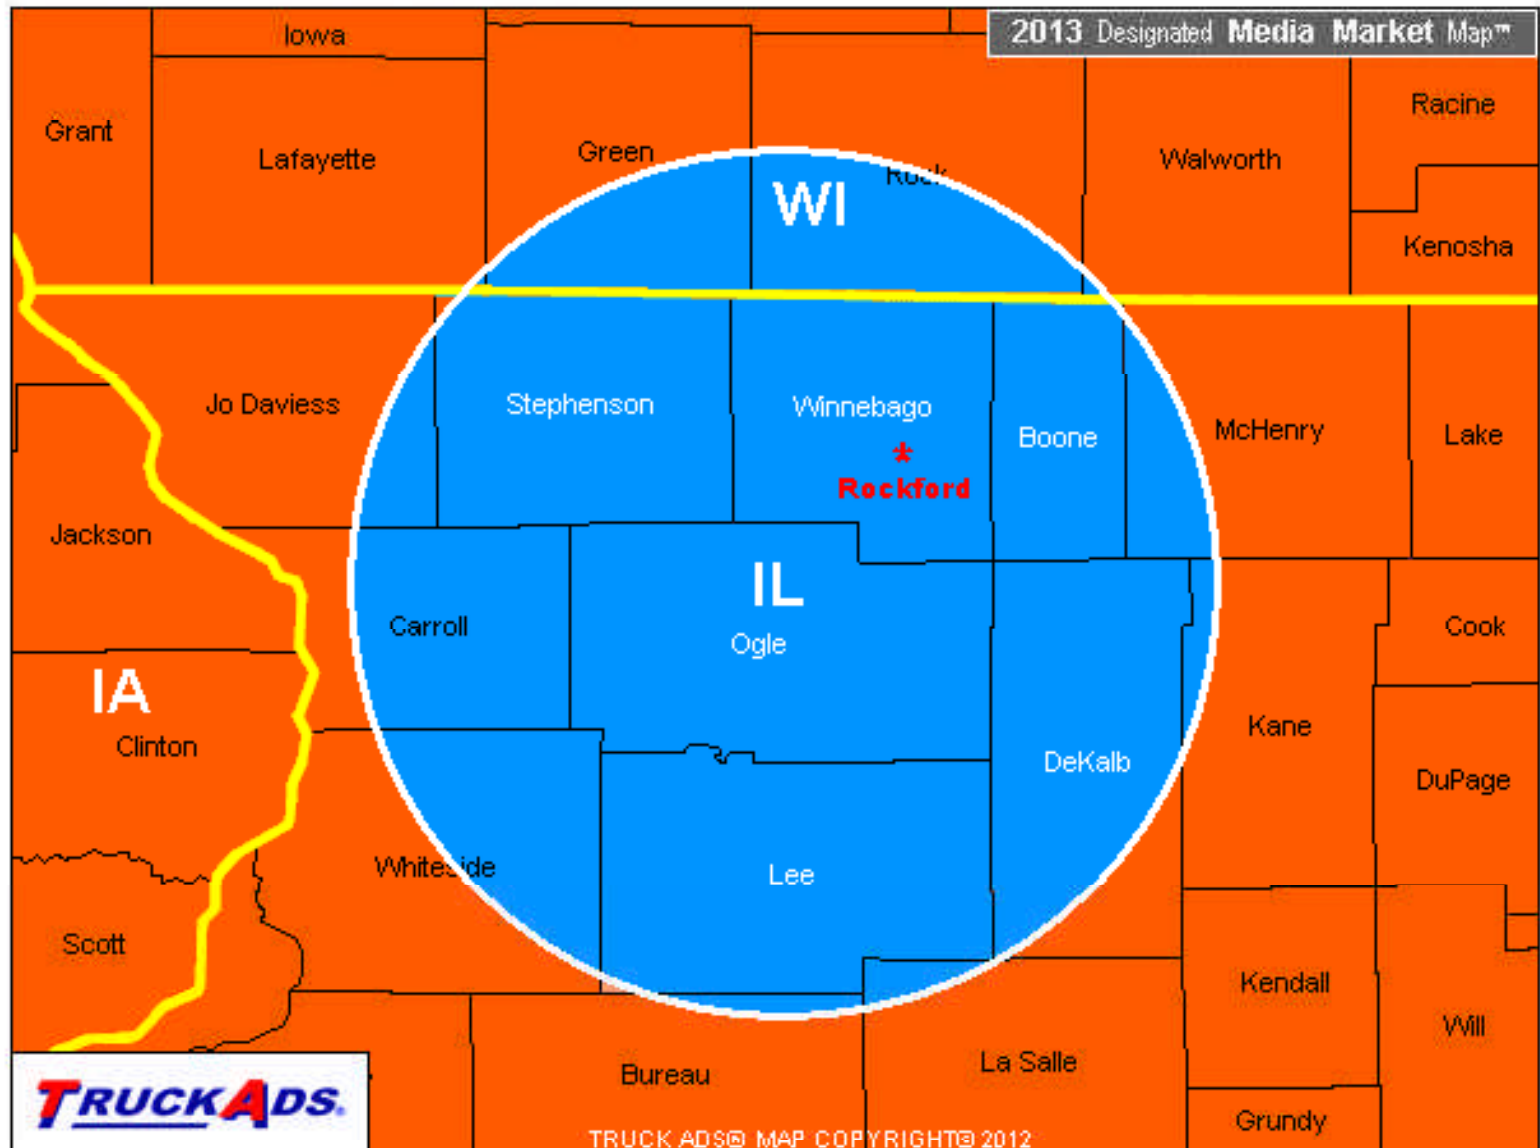 2013 Designated Media Market Map™
Iowa
Grant
Lafayette
Green
Rock
Walworth
Racine
Kenosha
WI
Jo Daviess
Stephenson
Winnebago
Rockford
Boone
McHenry
Lake
Jackson
Carroll
IL
Ogle
Cook
IA
Clinton
Kane
DeKalb
DuPage
Whiteside
Lee
Scott
Kendall
Will
Bureau
La Salle
Grundy
TRUCKADS®
TRUCK ADS® MAP COPYRIGHT© 2012